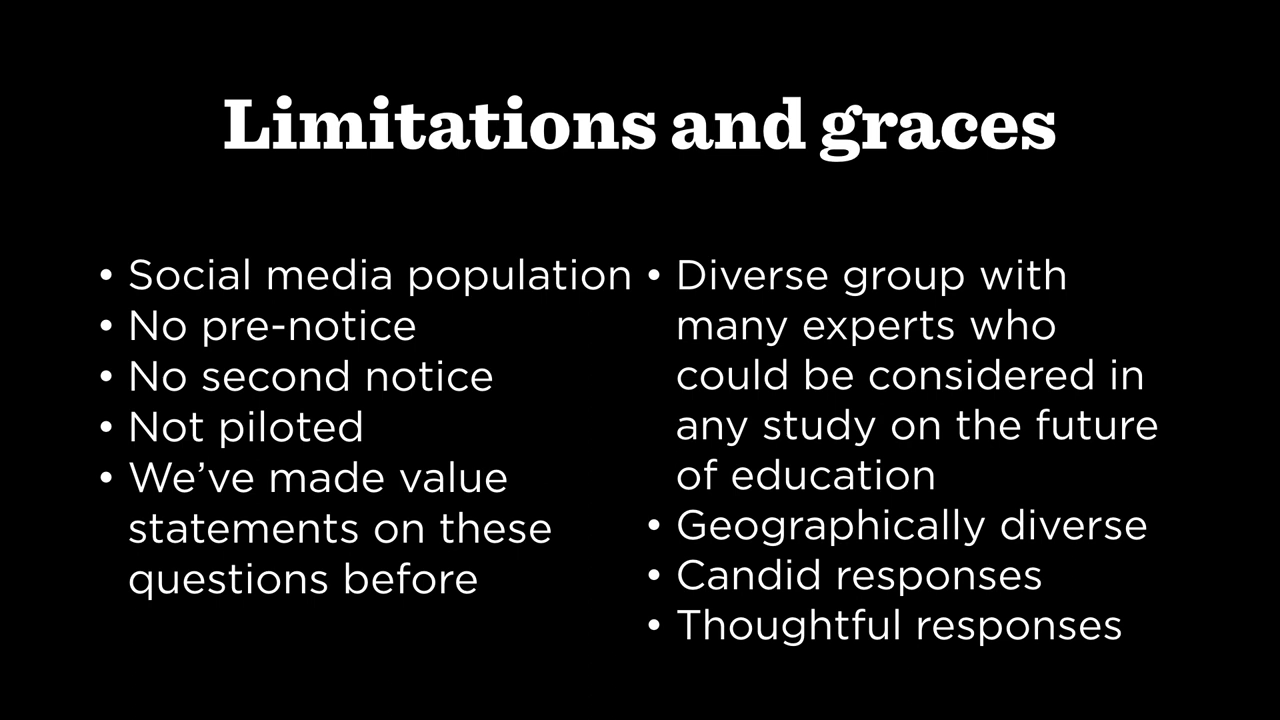 Limitations and graces
• Social media population
• No pre-notice
• No second notice
• Not piloted
• We’ve made value
statements on these
questions before
• Diverse group with
many experts who
could be considered in
any study on the future
of education
• Geographically diverse
• Candid responses
• Thoughtful responses